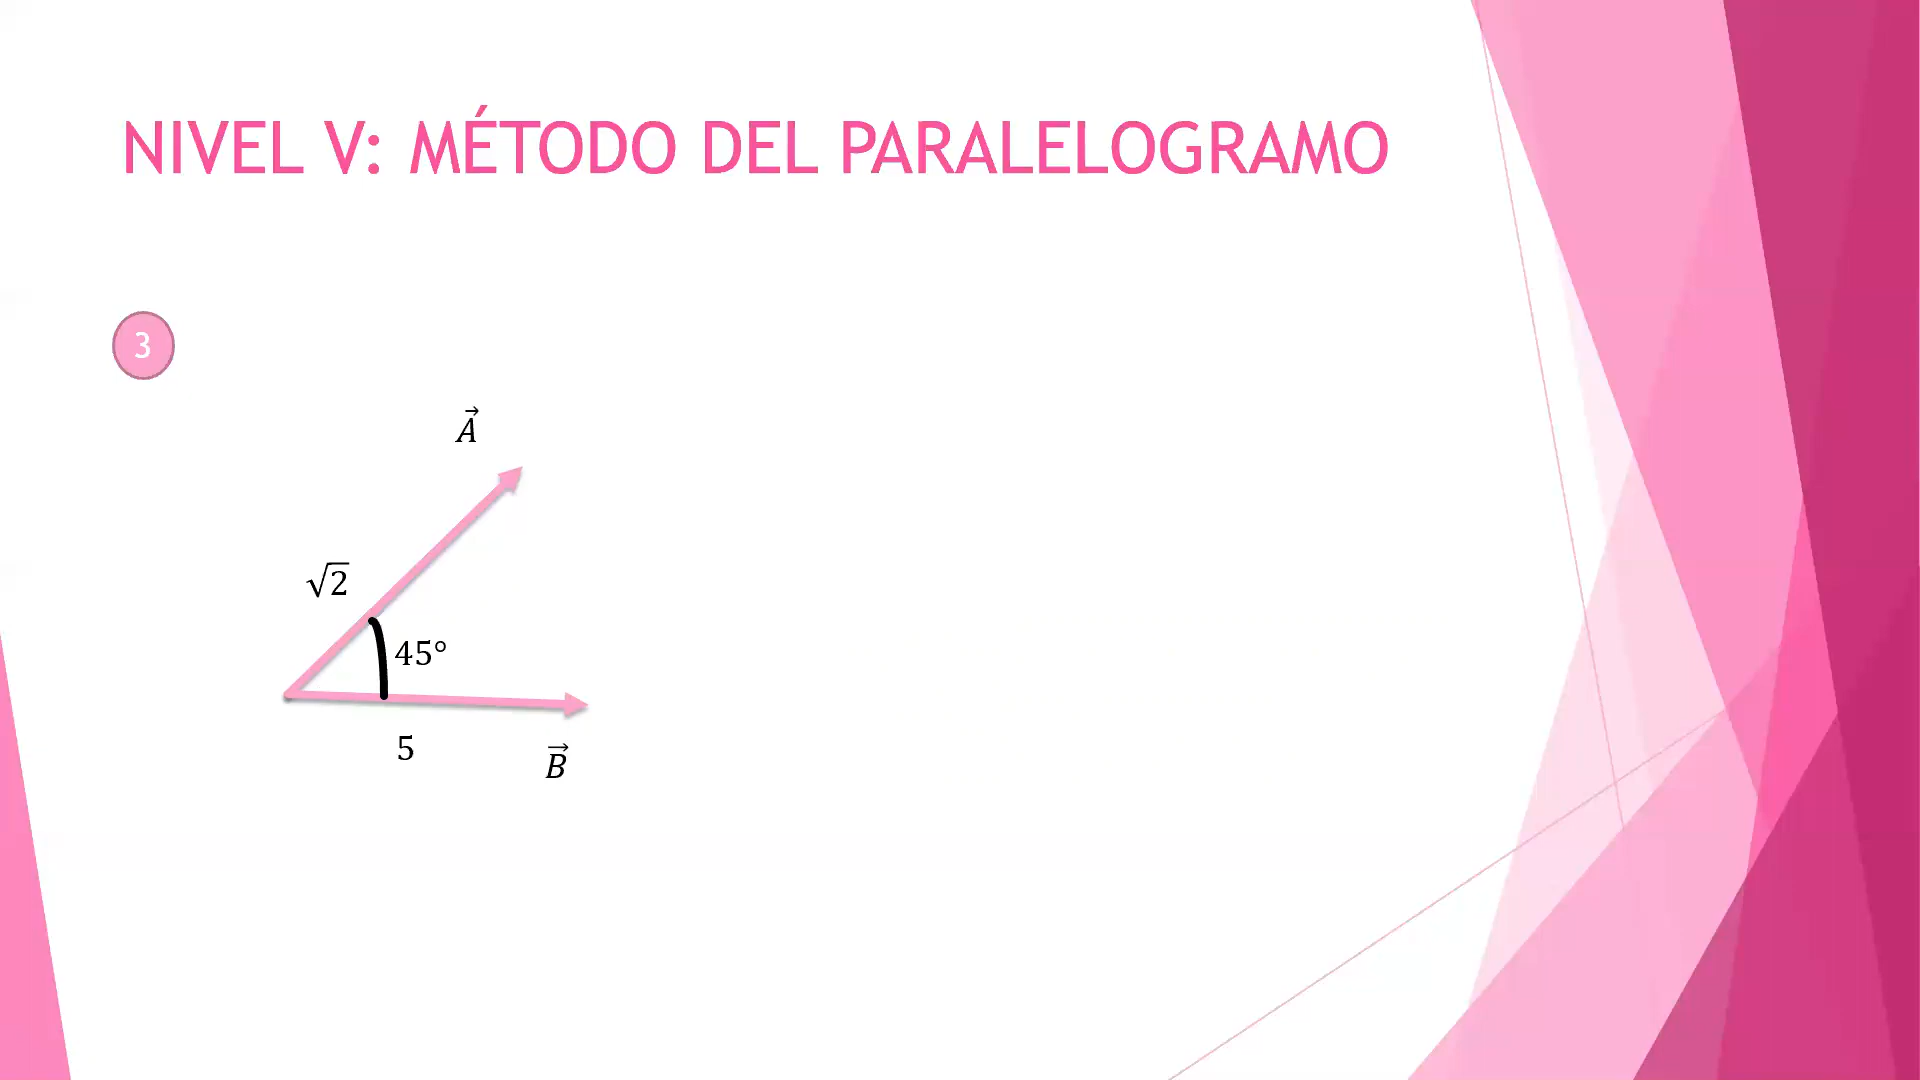 NIVEL V: MÉTODO DEL PARALELOGRAMO
3
A⃗
√2
45°
5
B⃗